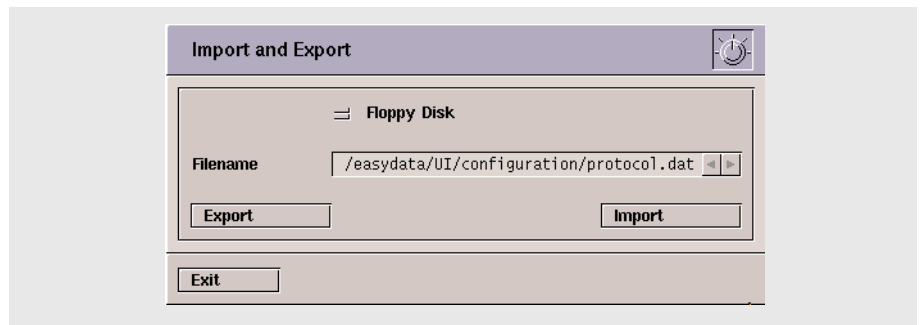 Import and Export
Floppy Disk
Filename /easydata/UI/configuration/protocol.dat
Export Import
Exit